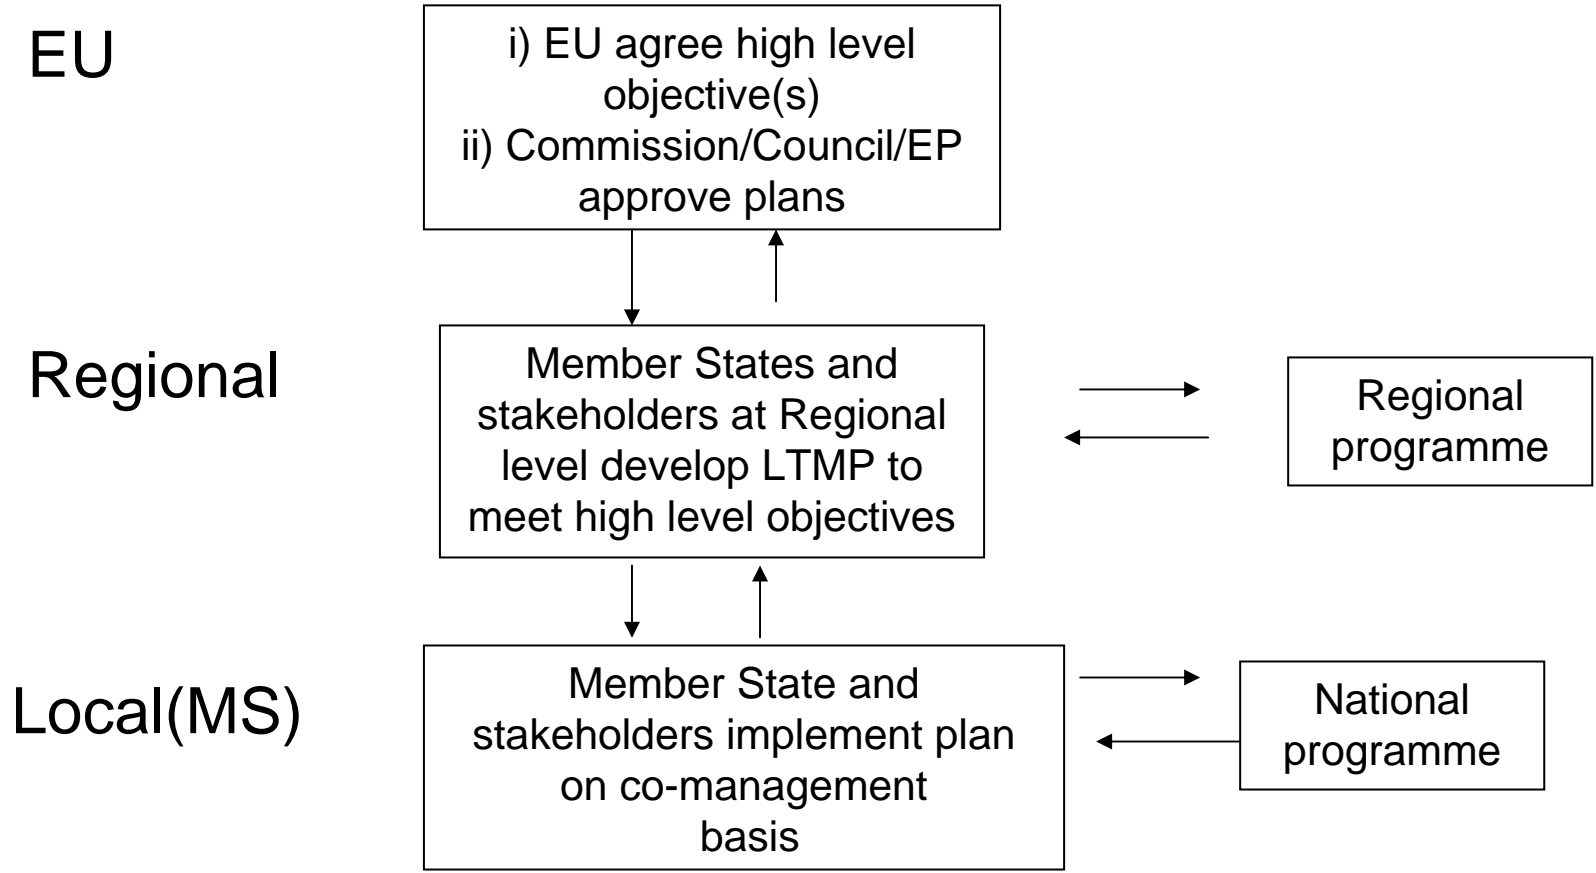 EU
i) EU agree high level
objective(s)
ii) Commission/Council/EP
approve plans
Regional
Member States and
stakeholders at Regional
level develop LTMP to
meet high level objectives
Regional
programme
Local(MS)
Member State and
stakeholders implement plan
on co-management
basis
National
programme